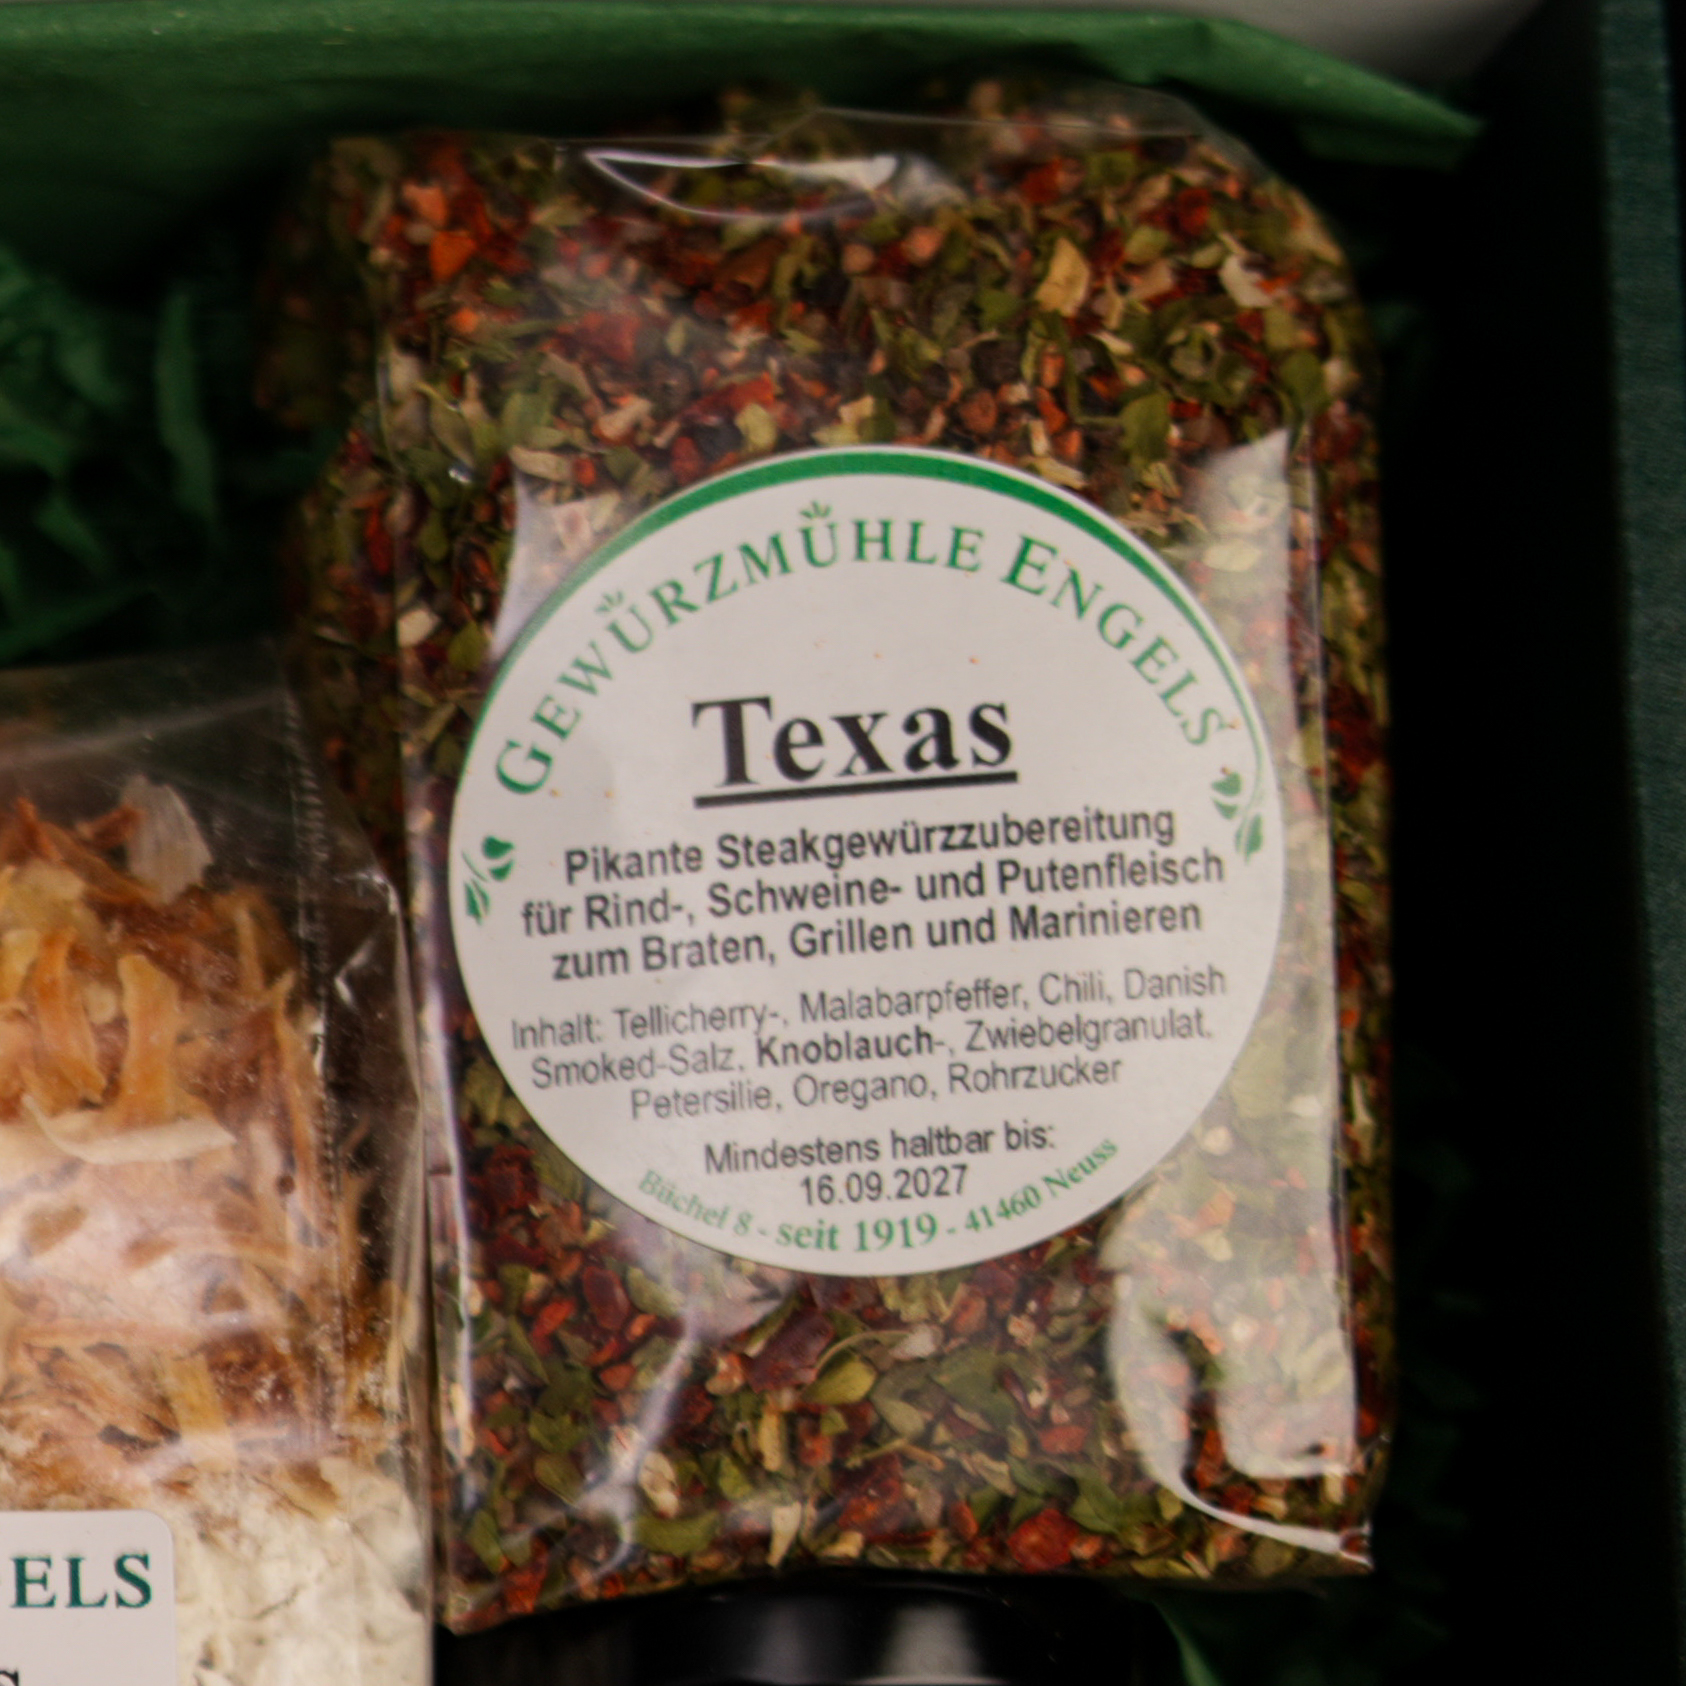 GEWÜRZMÜHLE ENGELS
Texas
Pikante Steakgewürzzubereitung
für Rind-, Schweine- und Putenfleisch
zum Braten, Grillen und Marinieren
Inhalt: Tellicherry-, Malabarpfeffer, Chili, Danish
Smoked-Salz, Knoblauch-, Zwiebelgranulat,
Petersilie, Oregano, Rohrzucker
Mindestens haltbar bis:
16.09.2027
Büchel 8 - seit 1919 - 41460 Neuss
ELS